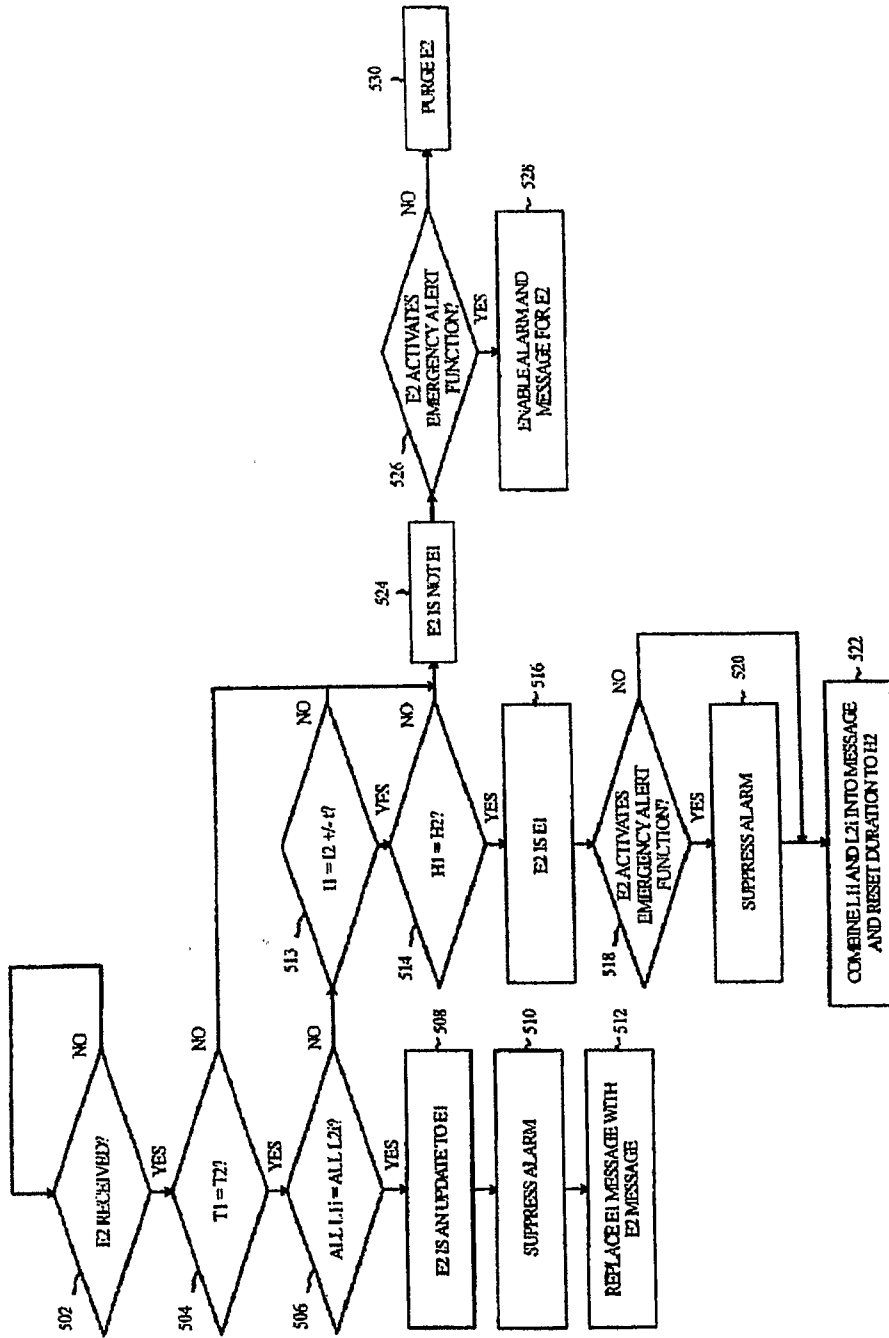 502
E2 RECEIVED?
NO
YES
504
T1 = T2?
NO
YES
506
ALL L1i = ALL L2i?
NO
YES
508
E2 IS AN UPDATE TO E1
510
SUPPRESS ALARM
512
REPLACE E1 MESSAGE WITH
E2 MESSAGE
513
I1 = I2 +/- t?
NO
YES
514
H1 = H2?
NO
YES
516
E2 IS E1
518
E2 ACTIVATES
EMERGENCY ALERT
FUNCTION?
NO
YES
520
SUPPRESS ALARM
522
COMBINE L1i AND L2i INTO MESSAGE
AND RESET DURATION TO H2
524
E2 IS NOT E1
526
E2 ACTIVATES
EMERGENCY ALERT
FUNCTION?
NO
YES
528
ENABLE ALARM AND
MESSAGE FOR E2
530
PURGE E2